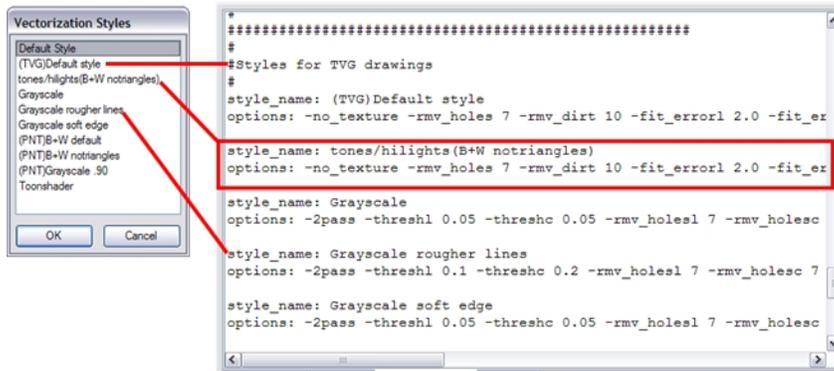 Vectorization Styles
Default Style
(TVG)Default style
tones/hilights(B+W notriangles)
Grayscale
Grayscale rougher lines
Grayscale soft edge
(PNT)B+W default
(PNT)B+W notriangles
(PNT)Grayscale .90
Toonshader
OK
Cancel
#
######################################################
#
#Styles for TVG drawings
#
style_name: (TVG)Default style
options: -no_texture -rmv_holes 7 -rmv_dirt 10 -fit_errorl 2.0 -fit_er
style_name: tones/hilights(B+W notriangles)
options: -no_texture -rmv_holes 7 -rmv_dirt 10 -fit_errorl 2.0 -fit_er
style_name: Grayscale
options: -2pass -threshl 0.05 -threshc 0.05 -rmv_holesl 7 -rmv_holesc
style_name: Grayscale rougher lines
options: -2pass -threshl 0.1 -threshc 0.2 -rmv_holesl 7 -rmv_holesc 7
style_name: Grayscale soft edge
options: -2pass -threshl 0.05 -threshc 0.05 -rmv_holesl 7 -rmv_holesc